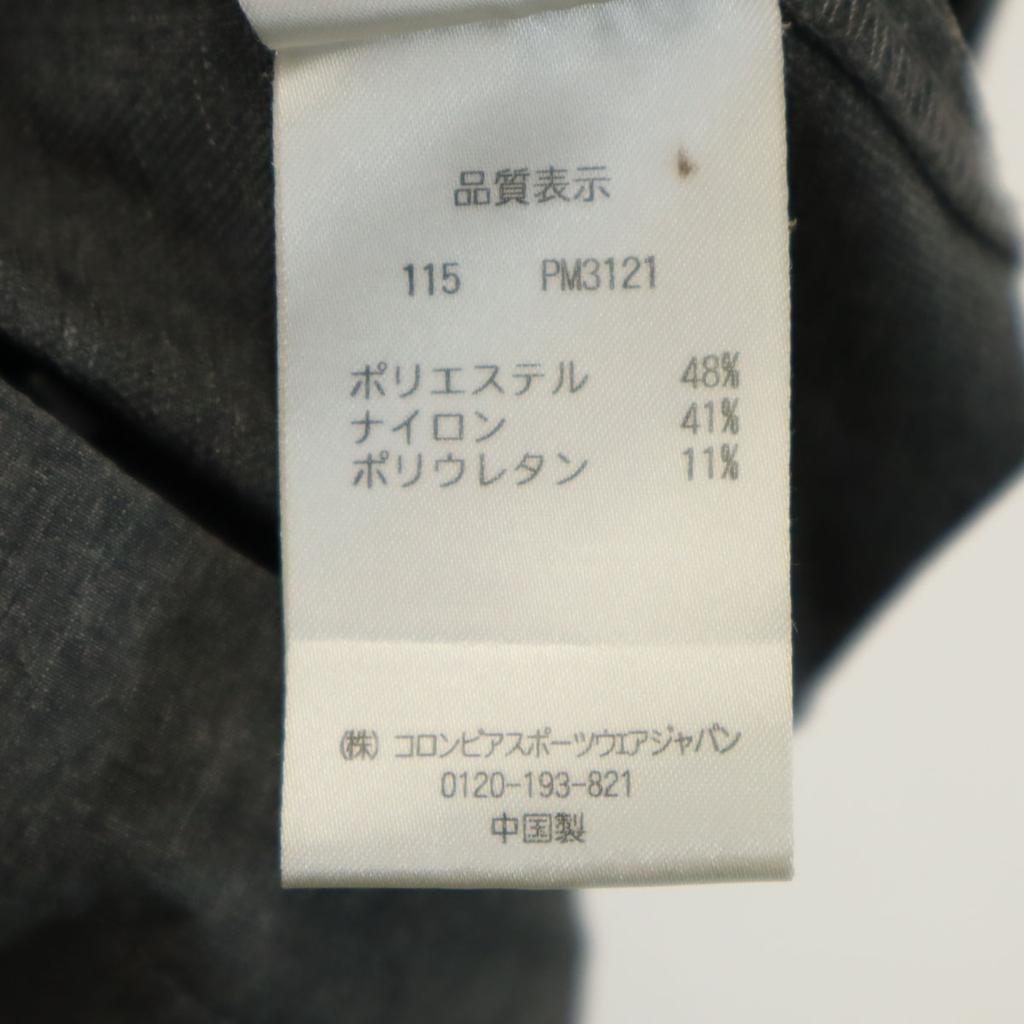 品質表示
115 PM3121
ポリエステル 48%
ナイロン 41%
ポリウレタン 11%
(株) コロンビアスポーツウエアジャパン
0120-193-821
中国製